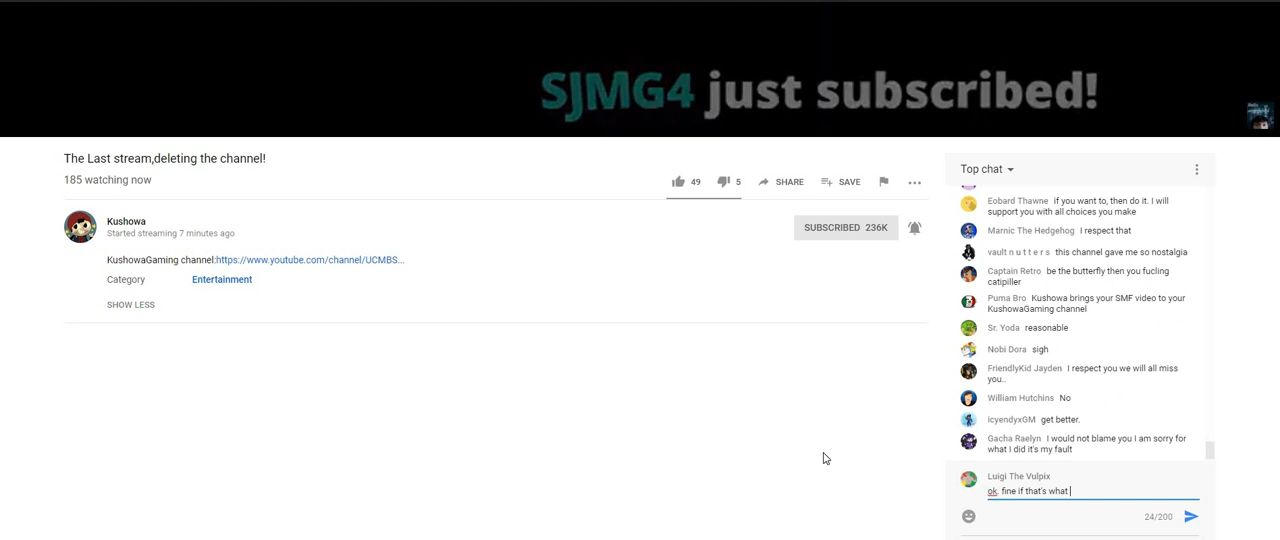 SJMG4 just subscribed!
The Last stream,deleting the channel!
185 watching now
49
5
SHARE
SAVE
Kushowa
Started streaming 7 minutes ago
SUBSCRIBED 236K
KushowaGaming channel:https://www.youtube.com/channel/UCMBS...
Category Entertainment
SHOW LESS
Top chat
Eobard Thawne if you want to, then do it. I will
support you with all choices you make
Marnic The Hedgehog I respect that
vault n u t t e r s this channel gave me so nostalgia
Captain Retro be the butterfly then you fucling
catipiller
Puma Bro Kushowa brings your SMF video to your
KushowaGaming channel
Sr. Yoda reasonable
Nobi Dora sigh
FriendlyKid Jayden I respect you we will all miss
you..
William Hutchins No
icyendyxGM get better.
Gacha Raelyn I would not blame you I am sorry for
what I did it's my fault
Luigi The Vulpix
ok. fine if that's what
24/200